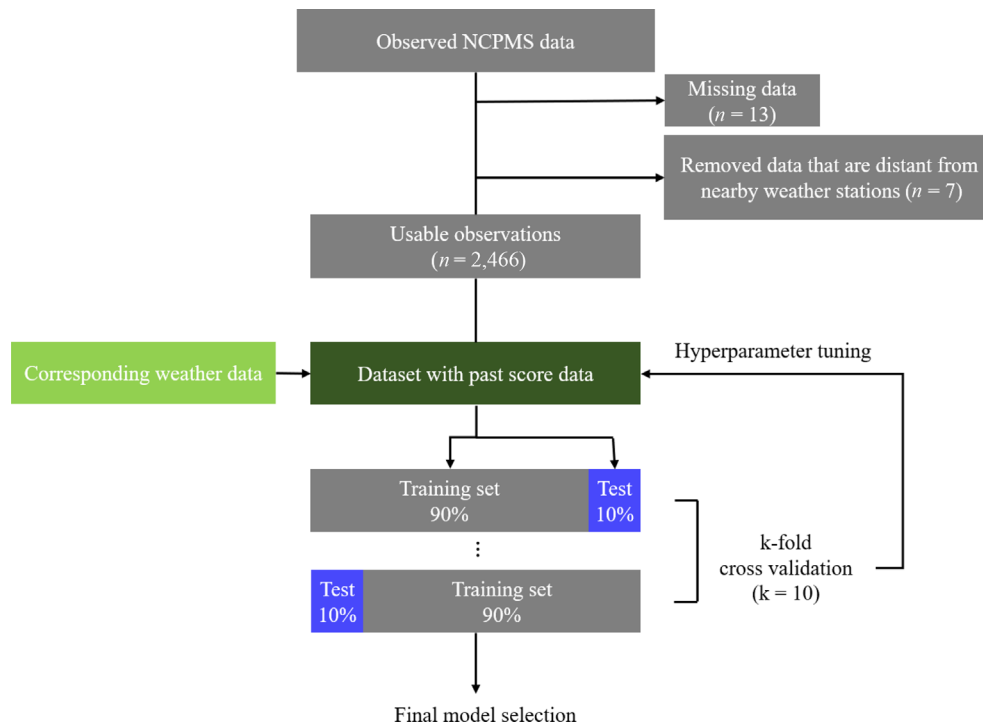 Observed NCPMS data
Missing data
(n = 13)
Removed data that are distant from
nearby weather stations (n = 7)
Usable observations
(n = 2,466)
Hyperparameter tuning
Corresponding weather data
Dataset with past score data
Training set
90%
Test
10%
...
k-fold
cross validation
(k = 10)
Test
10%
Training set
90%
Final model selection